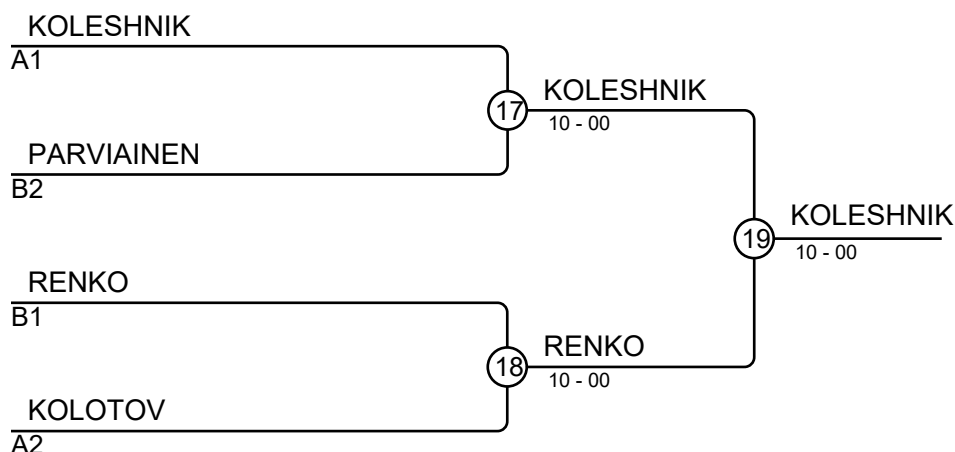 KOLESHNIK
A1
17
KOLESHNIK
10 - 00
PARVIAINEN
B2
19
KOLESHNIK
10 - 00
RENKO
B1
18
RENKO
10 - 00
KOLOTOV
A2